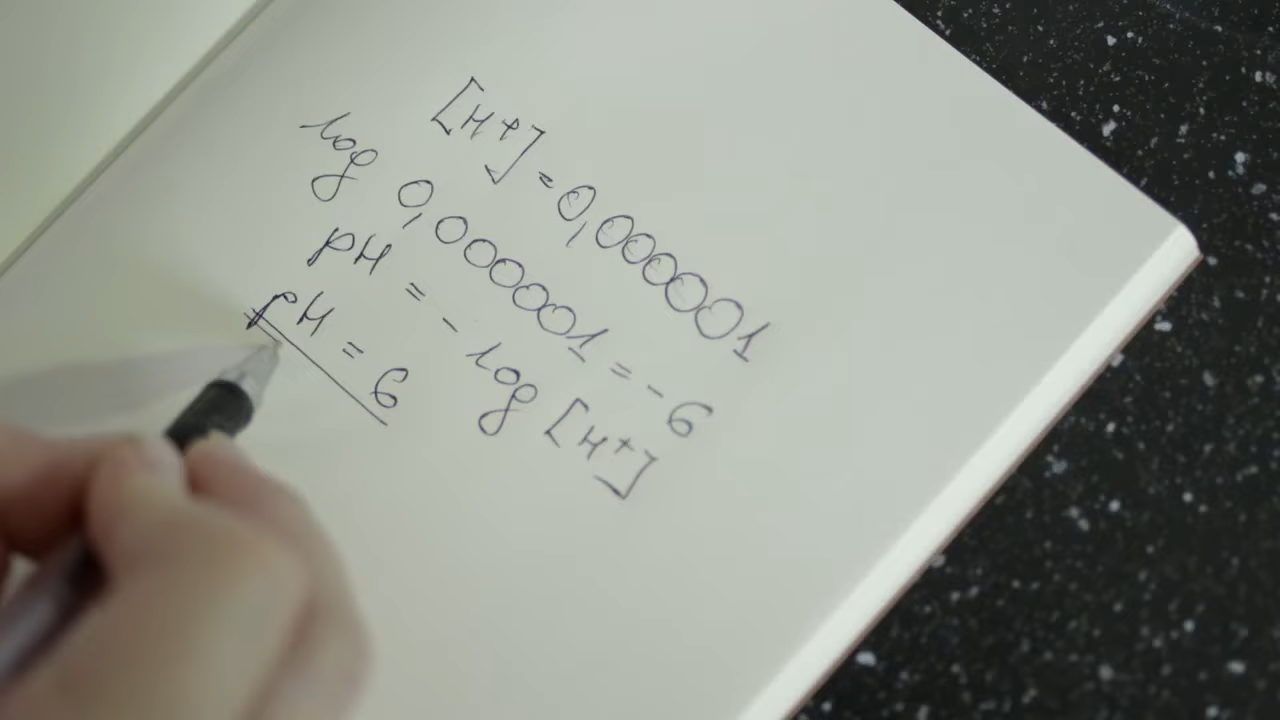 [H+] = 0,000001
log 0,000001 = -6
pH = - log [H+]
pH = 6